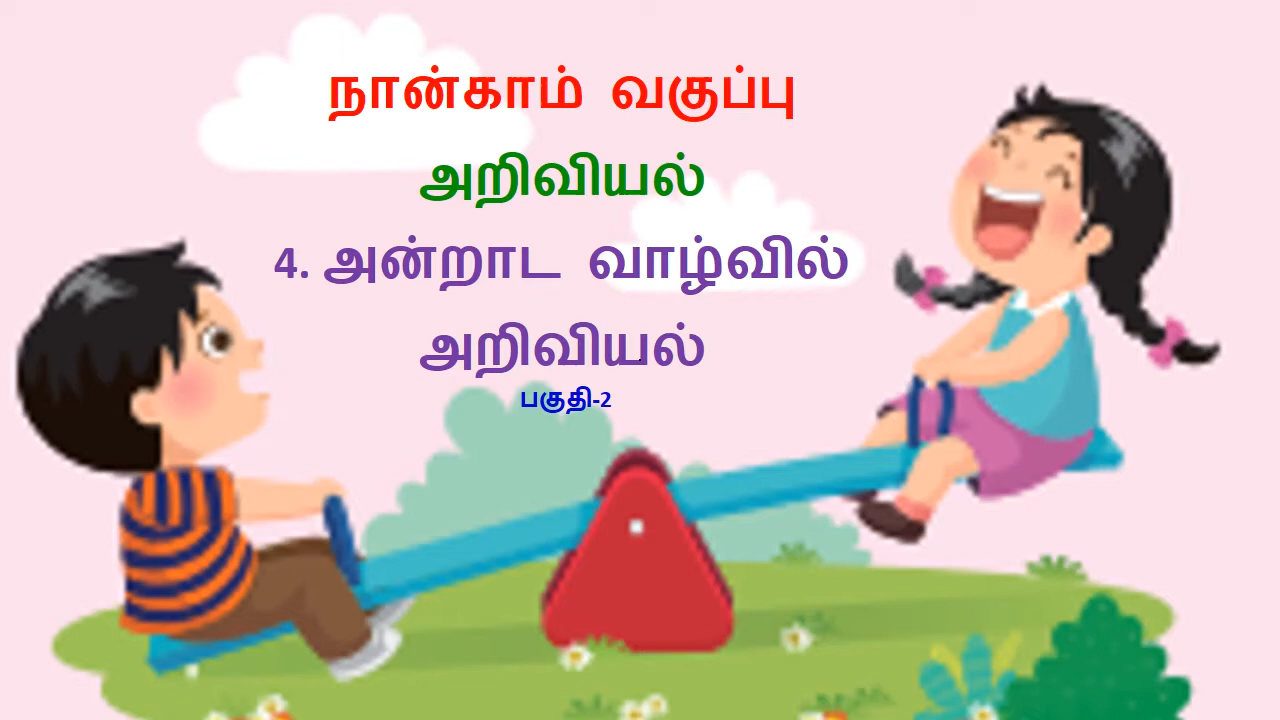 நான்காம் வகுப்பு
அறிவியல்
4. அன்றாட வாழ்வில்
அறிவியல்
பகுதி-2